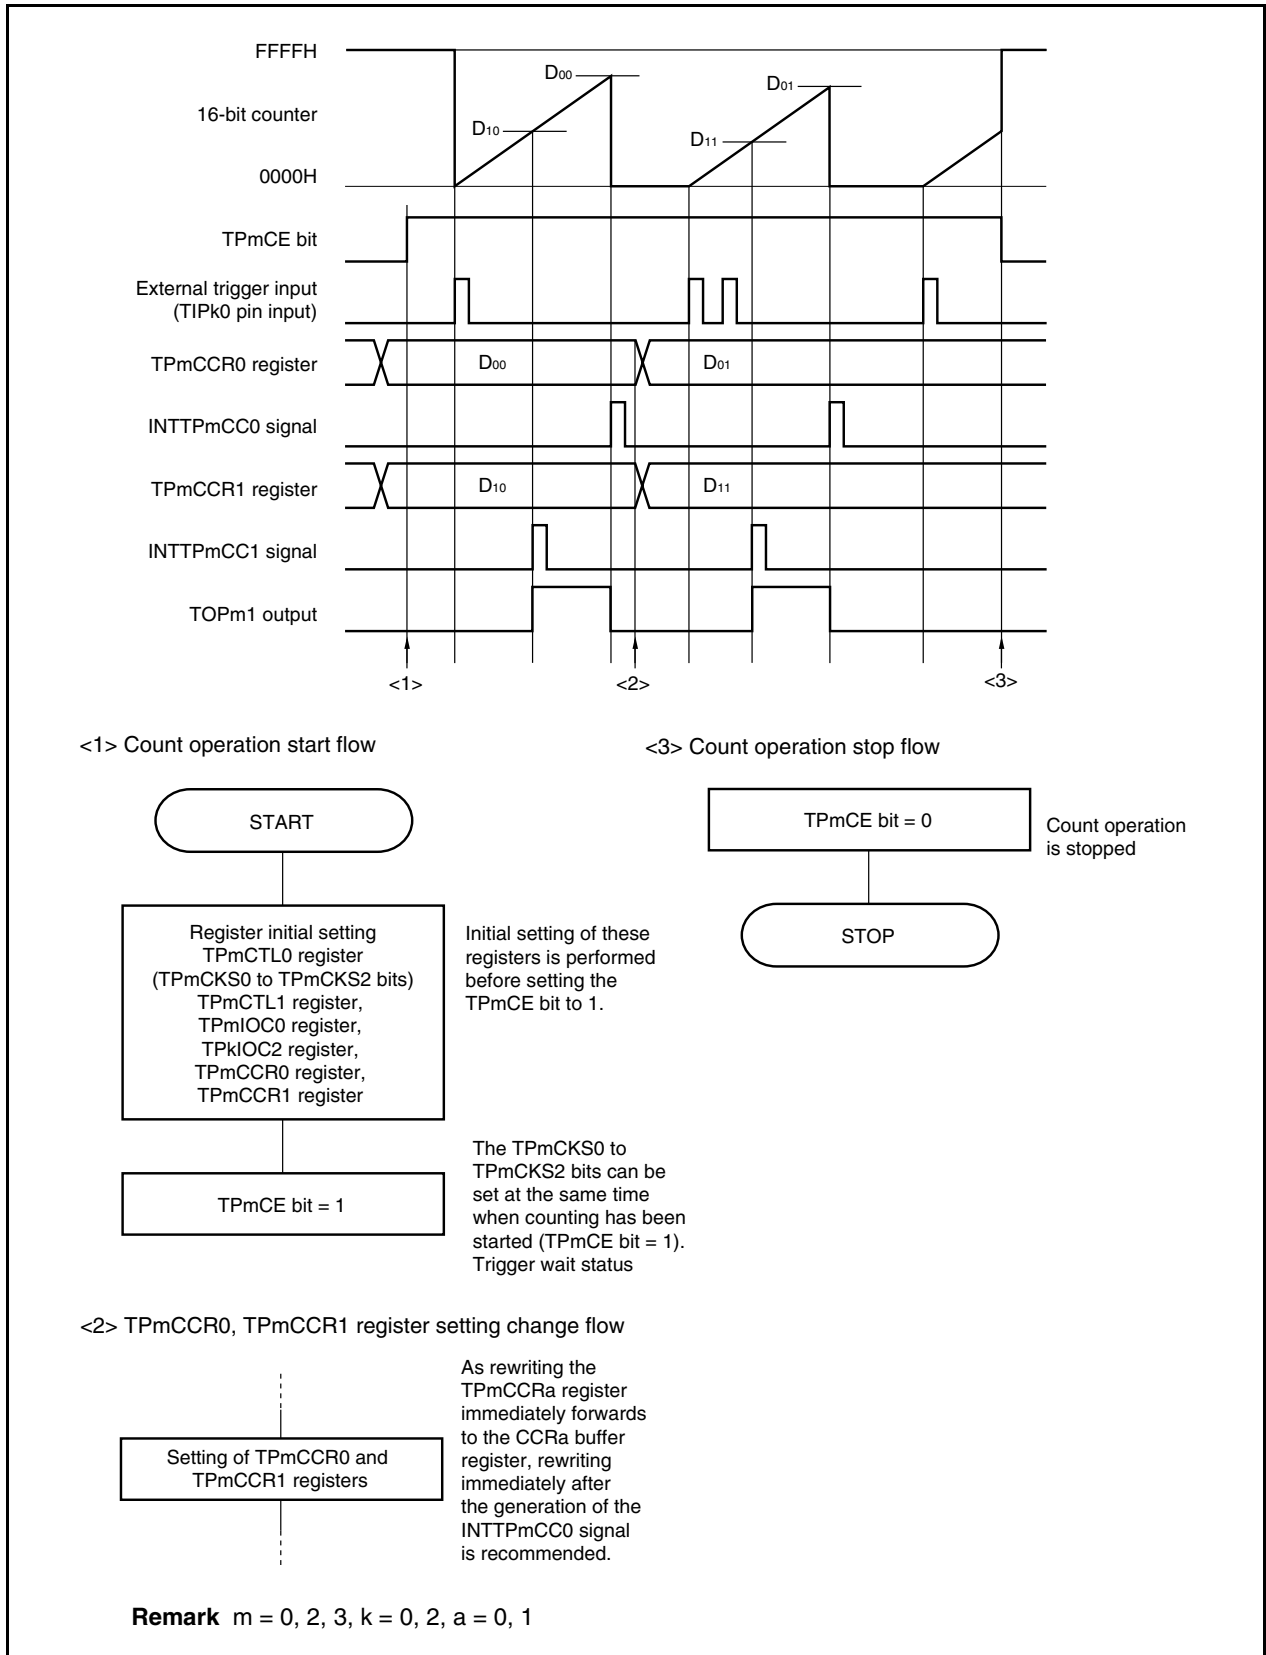 FFFFH
16-bit counter
0000H
D00
D10
D01
D11
TPmCE bit
External trigger input
(TIPk0 pin input)
TPmCCR0 register
D00
D01
INTTPmCC0 signal
TPmCCR1 register
D10
D11
INTTPmCC1 signal
TOPm1 output
<1>
<2>
<3>
<1> Count operation start flow
START
Register initial setting
TPmCTL0 register
(TPmCKS0 to TPmCKS2 bits)
TPmCTL1 register,
TPmIOC0 register,
TPkIOC2 register,
TPmCCR0 register,
TPmCCR1 register
Initial setting of these
registers is performed
before setting the
TPmCE bit to 1.
TPmCE bit = 1
The TPmCKS0 to
TPmCKS2 bits can be
set at the same time
when counting has been
started (TPmCE bit = 1).
Trigger wait status
<3> Count operation stop flow
TPmCE bit = 0
Count operation
is stopped
STOP
<2> TPmCCR0, TPmCCR1 register setting change flow
Setting of TPmCCR0 and
TPmCCR1 registers
As rewriting the
TPmCCRa register
immediately forwards
to the CCRa buffer
register, rewriting
immediately after
the generation of the
INTTPmCC0 signal
is recommended.
Remark m = 0, 2, 3, k = 0, 2, a = 0, 1